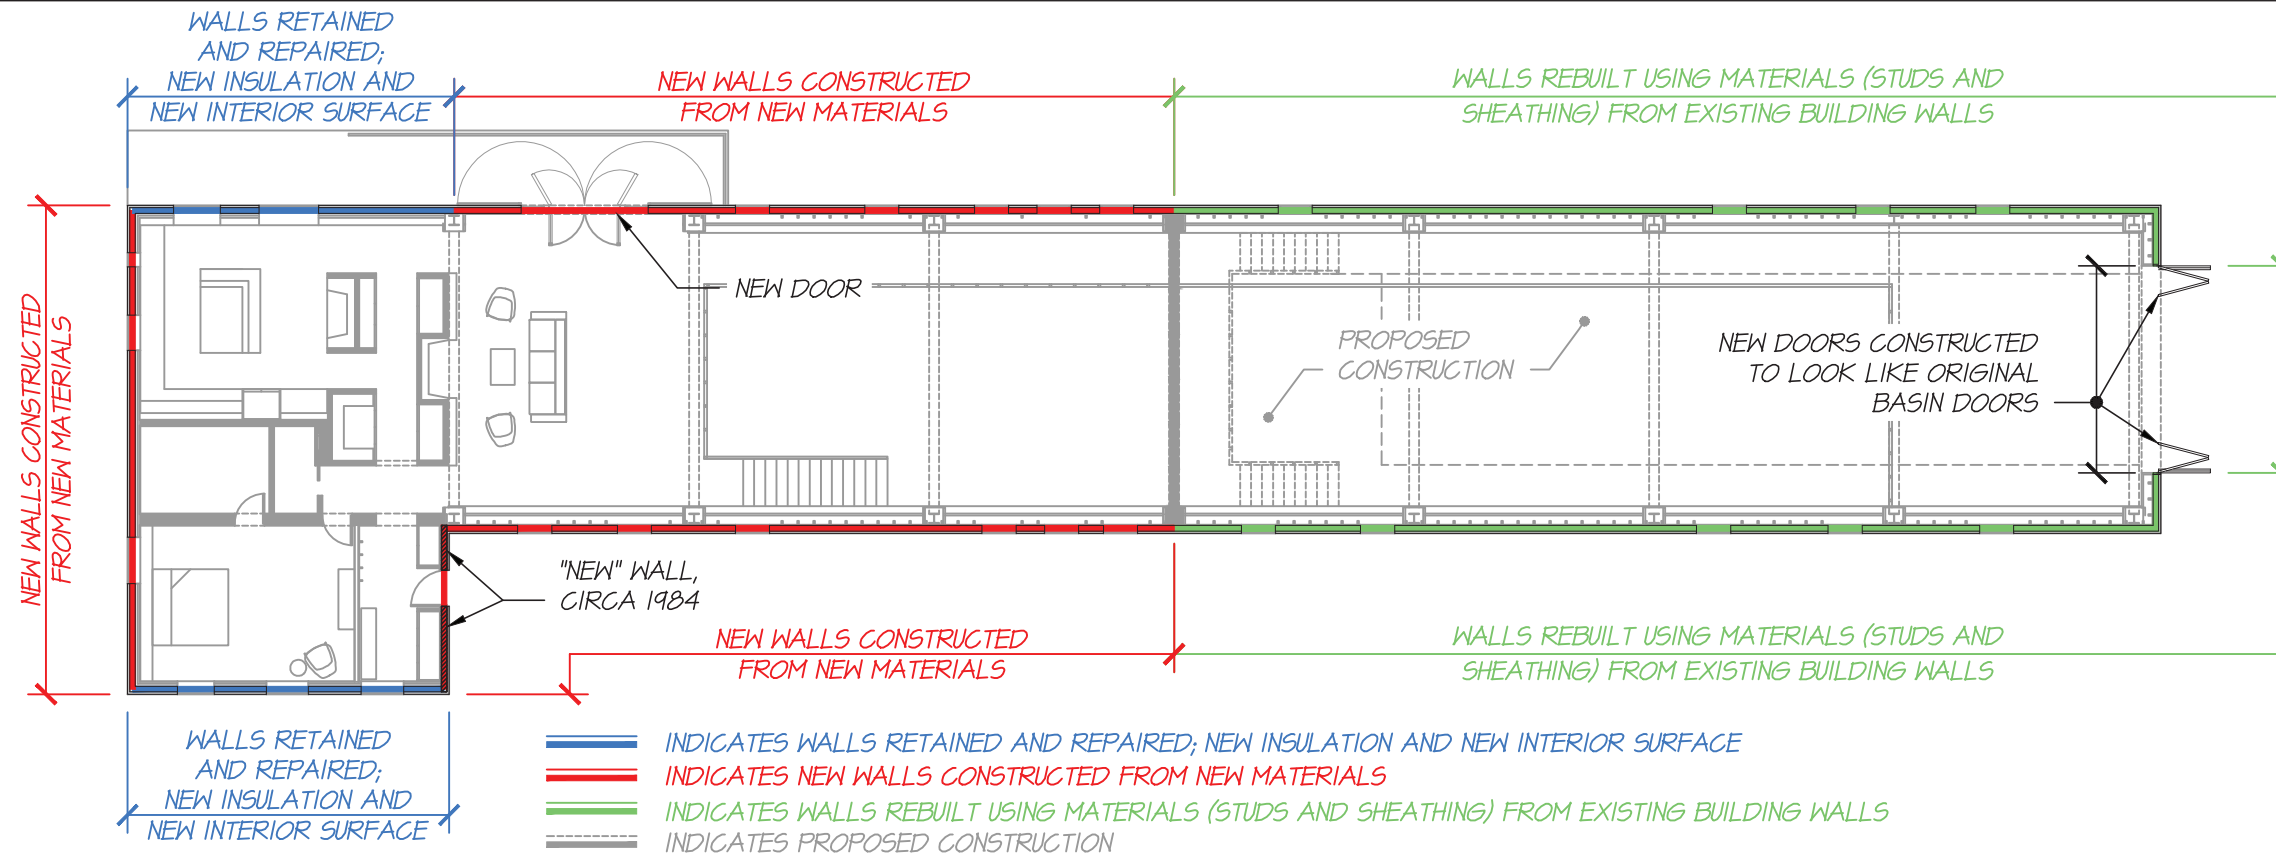 WALLS RETAINED
AND REPAIRED;
NEW INSULATION AND
NEW INTERIOR SURFACE
NEW WALLS CONSTRUCTED
FROM NEW MATERIALS
WALLS REBUILT USING MATERIALS (STUDS AND
SHEATHING) FROM EXISTING BUILDING WALLS
NEW WALLS CONSTRUCTED
FROM NEW MATERIALS
NEW DOOR
PROPOSED
CONSTRUCTION
NEW DOORS CONSTRUCTED
TO LOOK LIKE ORIGINAL
BASIN DOORS
"NEW" WALL,
CIRCA 1984
NEW WALLS CONSTRUCTED
FROM NEW MATERIALS
WALLS REBUILT USING MATERIALS (STUDS AND
SHEATHING) FROM EXISTING BUILDING WALLS
WALLS RETAINED
AND REPAIRED;
NEW INSULATION AND
NEW INTERIOR SURFACE
INDICATES WALLS RETAINED AND REPAIRED; NEW INSULATION AND NEW INTERIOR SURFACE
INDICATES NEW WALLS CONSTRUCTED FROM NEW MATERIALS
INDICATES WALLS REBUILT USING MATERIALS (STUDS AND SHEATHING) FROM EXISTING BUILDING WALLS
INDICATES PROPOSED CONSTRUCTION